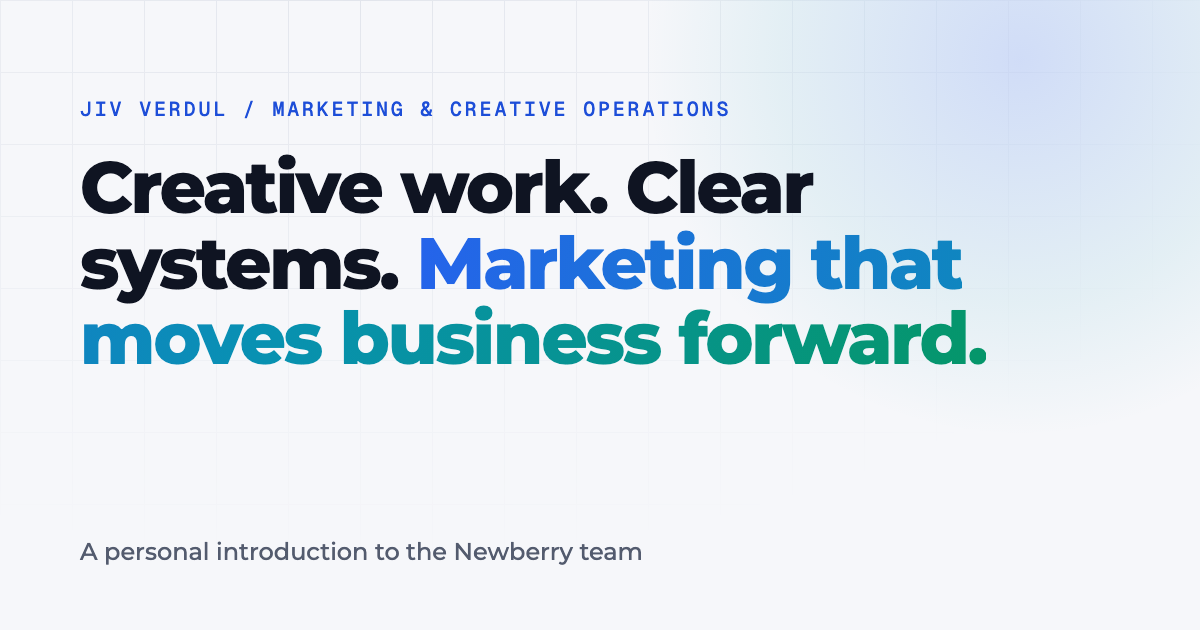 JIV VERDUL / MARKETING & CREATIVE OPERATIONS
Creative work. Clear
systems. Marketing that
moves business forward.
A personal introduction to the Newberry team